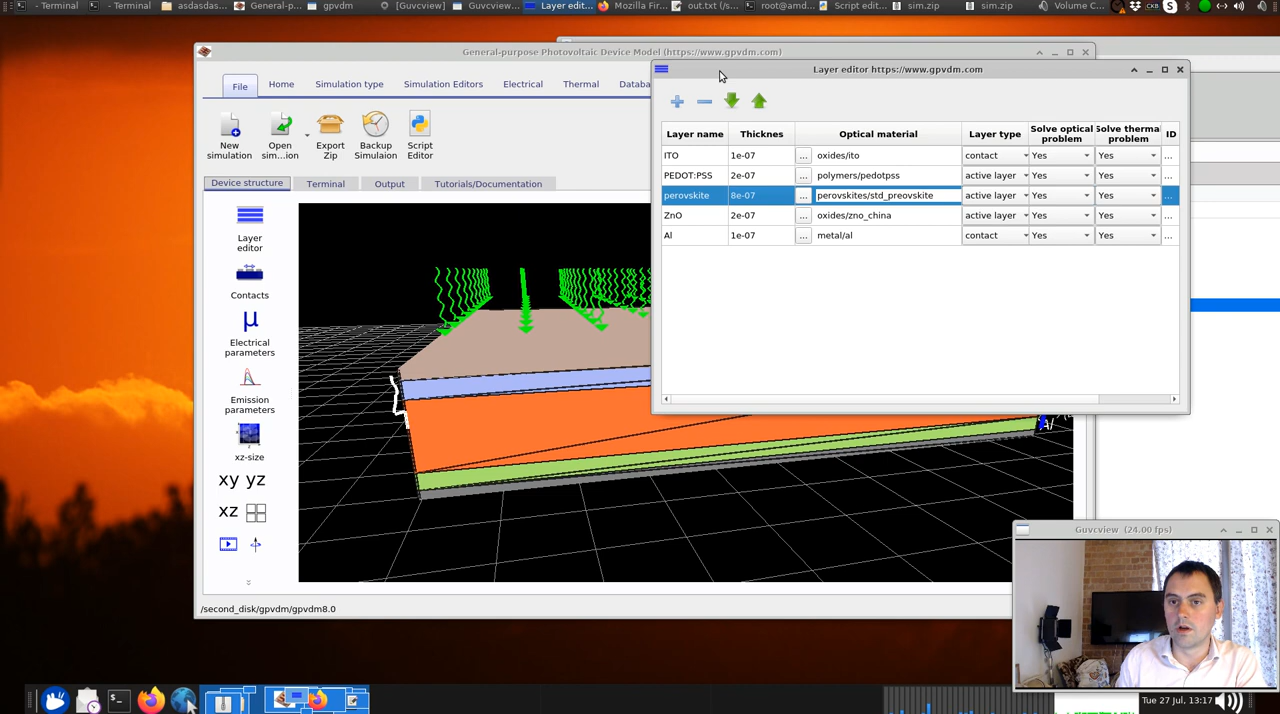 - Terminal - Terminal asdasdas... General-p... gpvdm [Guvcview] Guvcview... Layer edit... Mozilla Fir... out.txt (/s... root@amd... Script edit... sim.zip sim.zip Volume C...
General-purpose Photovoltaic Device Model (https://www.gpvdm.com)
File Home Simulation type Simulation Editors Electrical Thermal Databa
New simulation
Open sim...ion
Export Zip
Backup Simulaion
Script Editor
Device structure Terminal Output Tutorials/Documentation
Layer editor
Contacts
μ
Electrical parameters
Emission parameters
xz-size
xy yz
xz
/second_disk/gpvdm/gpvdm8.0
Al
Layer editor https://www.gpvdm.com
Layer name Thicknes Optical material Layer type Solve optical problem Solve therma problem ID
ITO 1e-07 ... oxides/ito contact Yes Yes ...
PEDOT:PSS 2e-07 ... polymers/pedotpss active layer Yes Yes ...
perovskite 8e-07 ... perovskites/std_preovskite active layer Yes Yes ...
ZnO 2e-07 ... oxides/zno_china active layer Yes Yes ...
Al 1e-07 ... metal/al contact Yes Yes ...
Guvcview (24.00 fps)
Tue 27 Jul, 13:17